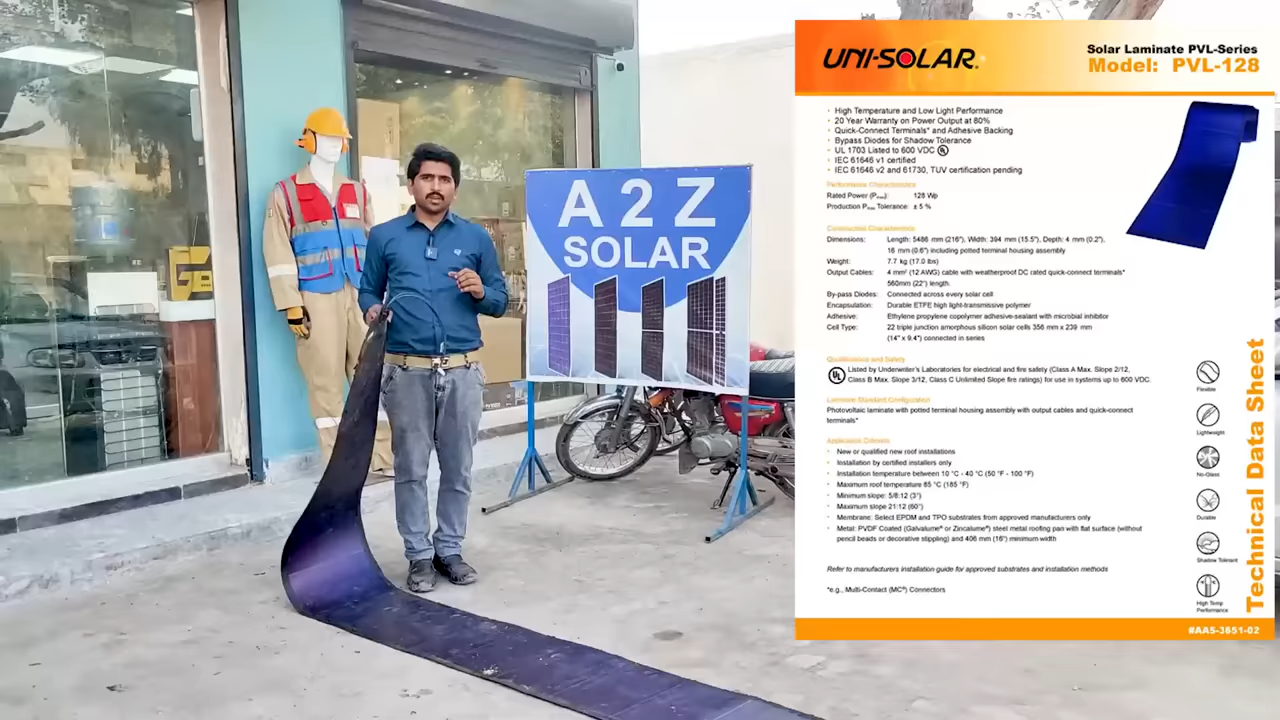 A 2 Z
SOLAR
UNI-SOLAR.
Solar Laminate PVL-Series
Model: PVL-128
• High Temperature and Low Light Performance
• 20 Year Warranty on Power Output at 80%
• Quick-Connect Terminals* and Adhesive Backing
• Bypass Diodes for Shadow Tolerance
• UL 1703 Listed to 600 VDC
• IEC 61646 v1 certified
• IEC 61646 v2 and 61730, TUV certification pending
Performance Characteristics
Rated Power (Pmax): 128 Wp
Production Pmax Tolerance: ± 5 %
Construction Characteristics
Dimensions: Length: 5486 mm (216"), Width: 394 mm (15.5"), Depth: 4 mm (0.2"),
16 mm (0.6") including potted terminal housing assembly
Weight: 7.7 kg (17.0 lbs)
Output Cables: 4 mm² (12 AWG) cable with weatherproof DC rated quick-connect terminals*
560mm (22") length
By-pass Diodes: Connected across every solar cell
Encapsulation: Durable ETFE high light-transmissive polymer
Adhesive: Ethylene propylene copolymer adhesive-sealant with microbial inhibitor
Cell Type: 22 triple junction amorphous silicon solar cells 356 mm x 239 mm
(14" x 9.4") connected in series
Qualifications and Safety
Listed by Underwriter's Laboratories for electrical and fire safety (Class A Max. Slope 2/12,
Class B Max. Slope 3/12, Class C Unlimited Slope fire ratings) for use in systems up to 600 VDC.
Laminate Standard Configuration
Photovoltaic laminate with potted terminal housing assembly with output cables and quick-connect
terminals*
Application Criteria
• New or qualified new roof installations
• Installation by certified installers only
• Installation temperature between 10 °C - 40 °C (50 °F - 100 °F)
• Maximum roof temperature 85 °C (185 °F)
• Minimum slope: 5/8:12 (3°)
• Maximum slope 21:12 (60°)
• Membrane: Select EPDM and TPO substrates from approved manufacturers only
• Metal: PVDF Coated (Galvalume® or Zincalume®) steel metal roofing pan with flat surface (without
pencil beads or decorative stippling) and 406 mm (16") minimum width
Refer to manufacturers installation guide for approved substrates and installation methods
*e.g., Multi-Contact (MC®) Connectors
Flexible
Lightweight
No-Glass
Durable
Shadow Tolerant
High Temp
Performance
Technical Data Sheet
#AA5-3651-02